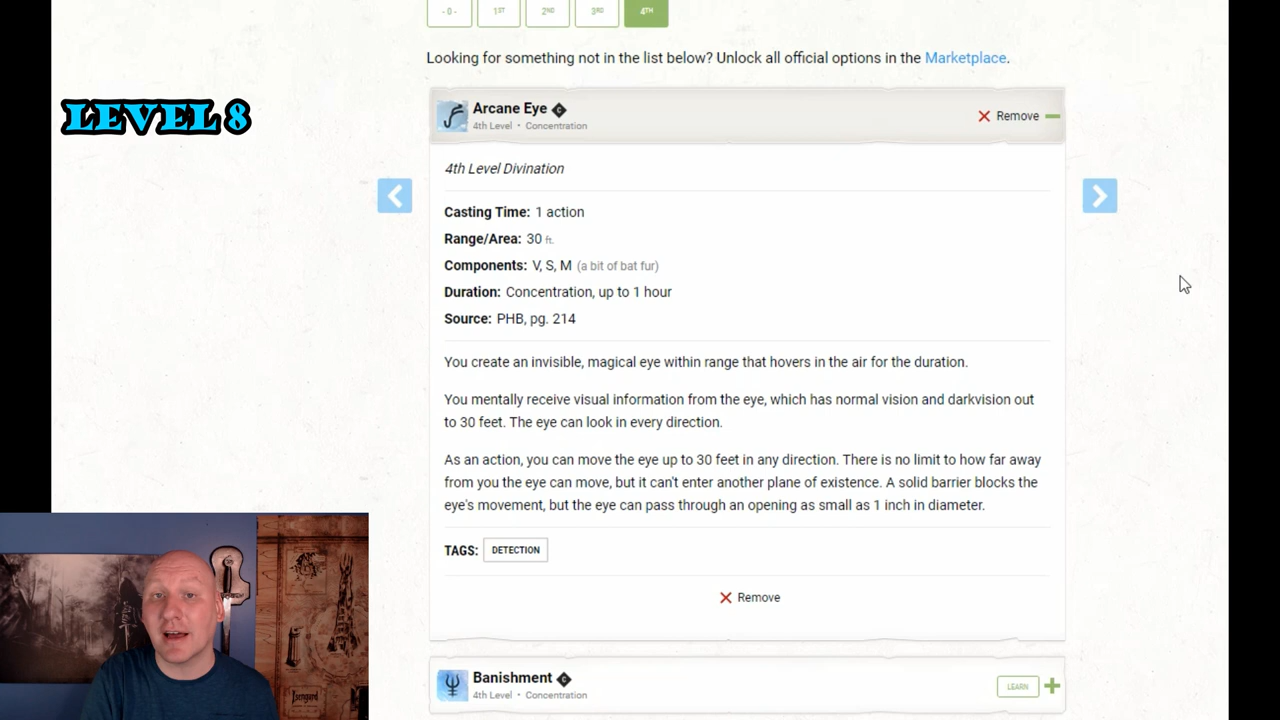 - 0 -
1ST
2ND
3RD
4TH
Looking for something not in the list below? Unlock all official options in the Marketplace.
LEVEL 8
Arcane Eye C
4th Level • Concentration
Remove
4th Level Divination
Casting Time: 1 action
Range/Area: 30 ft.
Components: V, S, M (a bit of bat fur)
Duration: Concentration, up to 1 hour
Source: PHB, pg. 214
You create an invisible, magical eye within range that hovers in the air for the duration.
You mentally receive visual information from the eye, which has normal vision and darkvision out
to 30 feet. The eye can look in every direction.
As an action, you can move the eye up to 30 feet in any direction. There is no limit to how far away
from you the eye can move, but it can't enter another plane of existence. A solid barrier blocks the
eye's movement, but the eye can pass through an opening as small as 1 inch in diameter.
TAGS: DETECTION
Remove
Isengard
Banishment C
4th Level • Concentration
LEARN